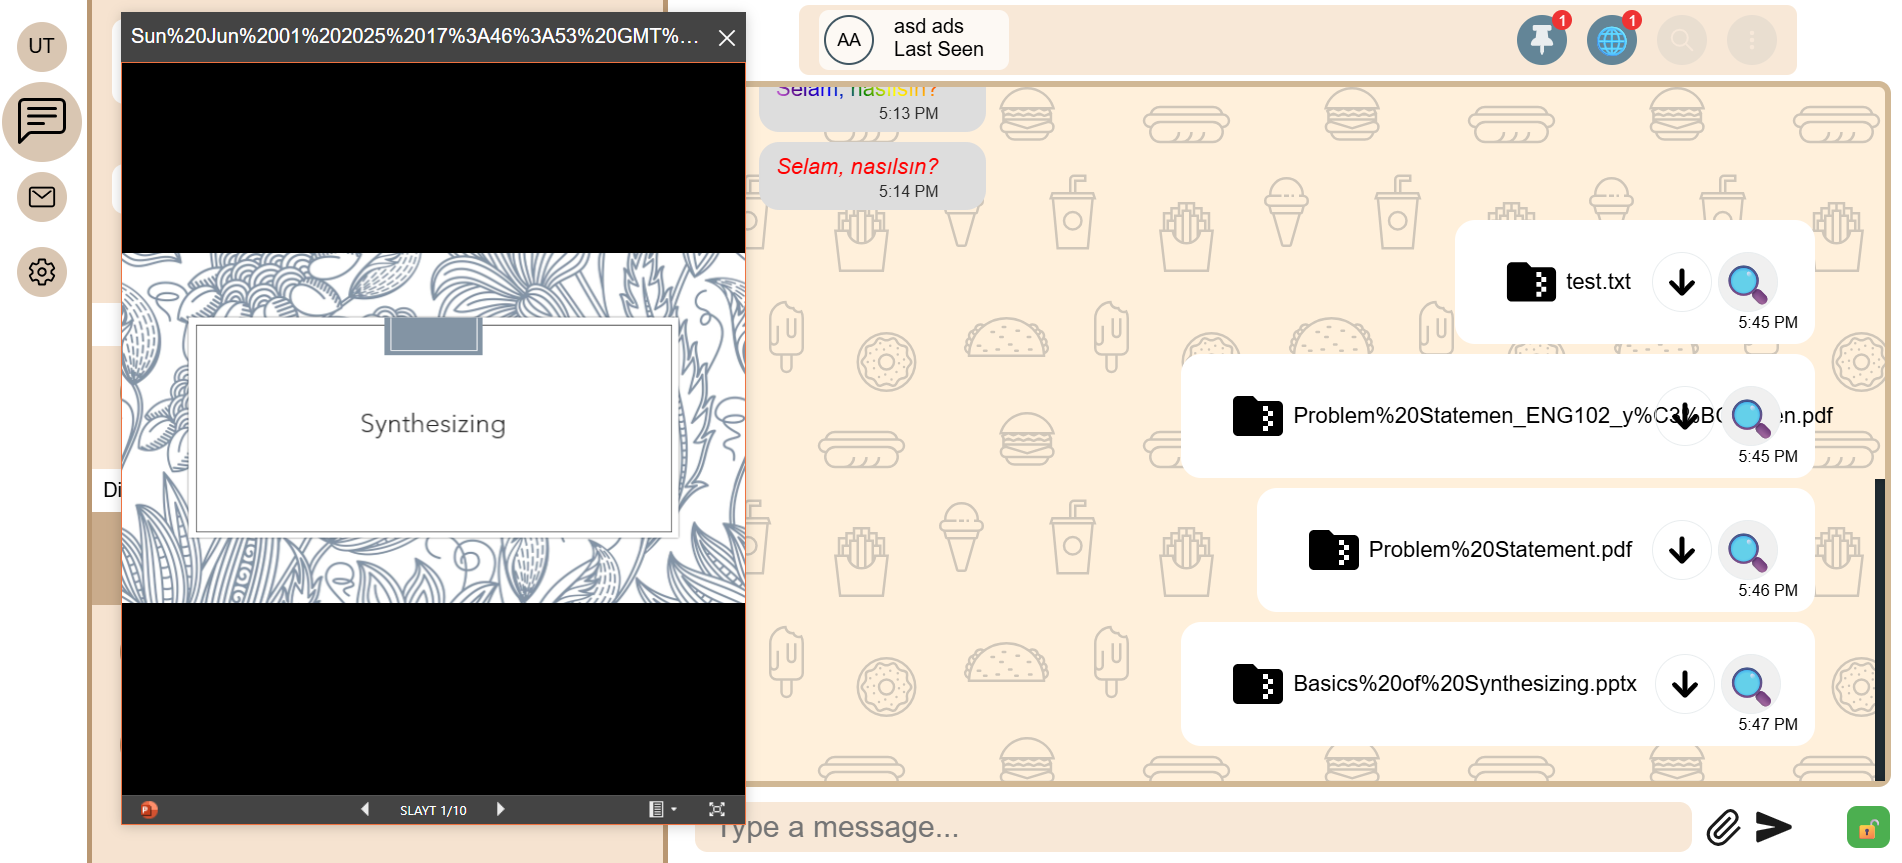 UT
Di
Sun%20Jun%2001%202025%2017%3A46%3A53%20GMT%...
Synthesizing
SLAYT 1/10
AA
asd ads
Last Seen
1
1
Selam, nasılsın?
5:13 PM
Selam, nasılsın?
5:14 PM
test.txt
5:45 PM
Problem%20Statemen_ENG102_y%C3%BC en.pdf
5:45 PM
Problem%20Statement.pdf
5:46 PM
Basics%20of%20Synthesizing.pptx
5:47 PM
Type a message...